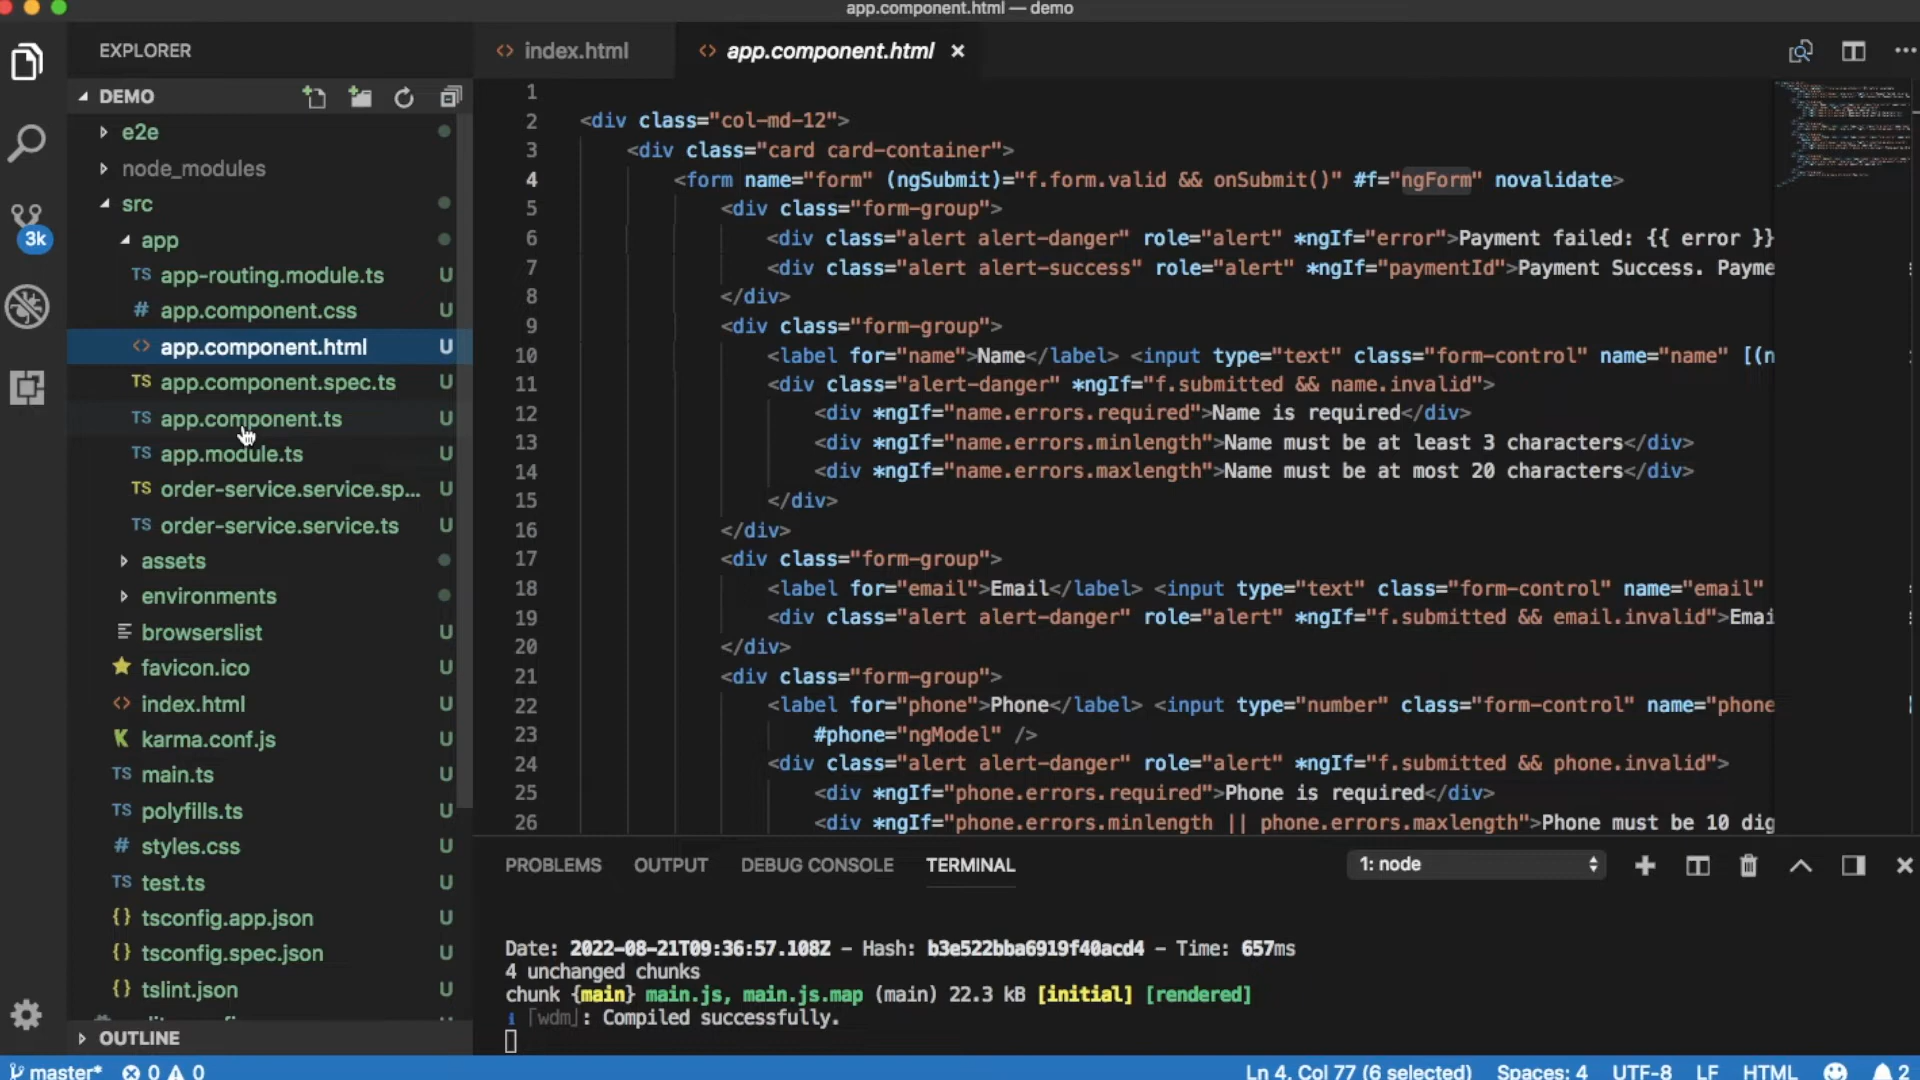 app.component.html — demo
EXPLORER
DEMO
e2e
node_modules
src
app
TS app-routing.module.ts U
# app.component.css U
<> app.component.html U
TS app.component.spec.ts U
TS app.component.ts U
TS app.module.ts U
TS order-service.service.sp... U
TS order-service.service.ts U
assets
environments
browserslist U
favicon.ico U
<> index.html U
karma.conf.js U
TS main.ts U
TS polyfills.ts U
# styles.css U
TS test.ts U
{} tsconfig.app.json U
{} tsconfig.spec.json U
{} tslint.json U
OUTLINE
3k
<> index.html
<> app.component.html ×
1
2 <div class="col-md-12">
3 <div class="card card-container">
4 <form name="form" (ngSubmit)="f.form.valid && onSubmit()" #f="ngForm" novalidate>
5 <div class="form-group">
6 <div class="alert alert-danger" role="alert" *ngIf="error">Payment failed: {{ error }}
7 <div class="alert alert-success" role="alert" *ngIf="paymentId">Payment Success. Payme
8 </div>
9 <div class="form-group">
10 <label for="name">Name</label> <input type="text" class="form-control" name="name" [(n
11 <div class="alert-danger" *ngIf="f.submitted && name.invalid">
12 <div *ngIf="name.errors.required">Name is required</div>
13 <div *ngIf="name.errors.minlength">Name must be at least 3 characters</div>
14 <div *ngIf="name.errors.maxlength">Name must be at most 20 characters</div>
15 </div>
16 </div>
17 <div class="form-group">
18 <label for="email">Email</label> <input type="text" class="form-control" name="email"
19 <div class="alert alert-danger" role="alert" *ngIf="f.submitted && email.invalid">Emai
20 </div>
21 <div class="form-group">
22 <label for="phone">Phone</label> <input type="number" class="form-control" name="phone
23 #phone="ngModel" />
24 <div class="alert alert-danger" role="alert" *ngIf="f.submitted && phone.invalid">
25 <div *ngIf="phone.errors.required">Phone is required</div>
26 <div *ngIf="phone.errors.minlength || phone.errors.maxlength">Phone must be 10 dig
PROBLEMS OUTPUT DEBUG CONSOLE TERMINAL 1: node
Date: 2022-08-21T09:36:57.108Z - Hash: b3e522bba6919f40acd4 - Time: 657ms
4 unchanged chunks
chunk {main} main.js, main.js.map (main) 22.3 kB [initial] [rendered]
i ｢wdm｣: Compiled successfully.
master* 0 0 Ln 4, Col 77 (6 selected) Spaces: 4 UTF-8 LF HTML 2